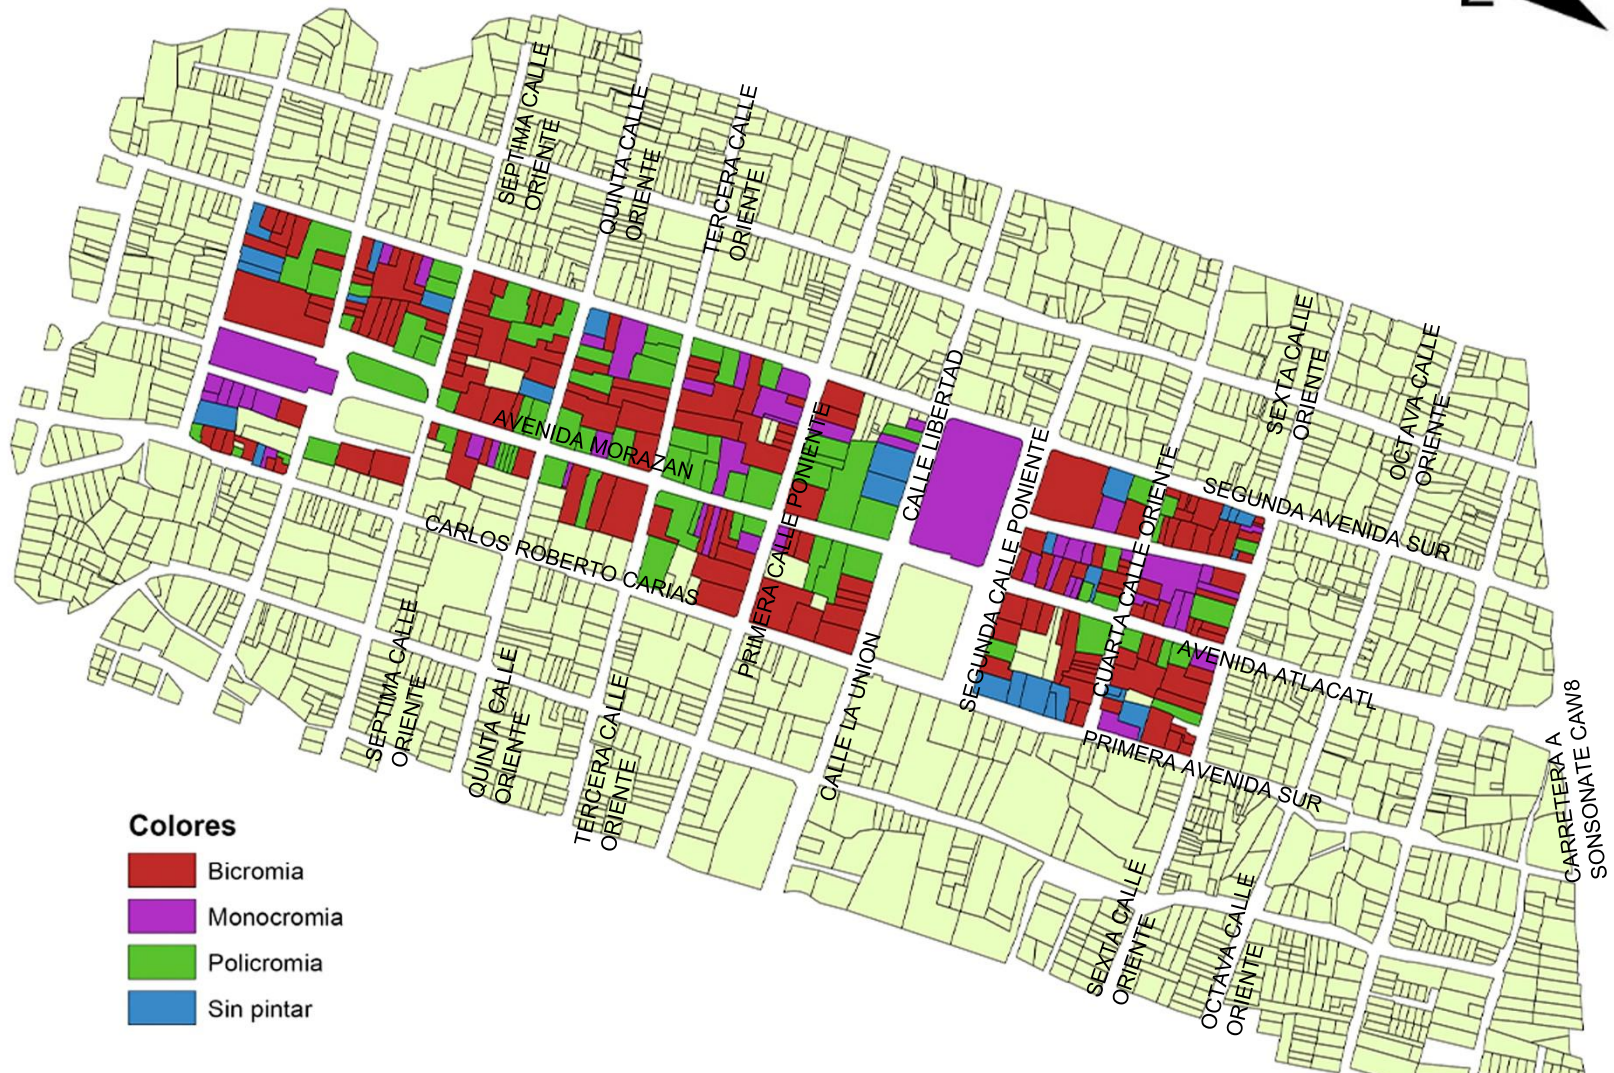 SEPTIMA CALLE
ORIENTE
QUINTA CALLE
ORIENTE
TERCERA CALLE
ORIENTE
SEXTA CALLE
ORIENTE
OCTAVA CALLE
ORIENTE
CALLE LIBERTAD
PRIMERA CALLE PONIENTE
AVENIDA MORAZAN
SEGUNDA CALLE PONIENTE
CUARTA CALLE ORIENTE
SEGUNDA AVENIDA SUR
CARLOS ROBERTO CARIAS
AVENIDA ATLACATL
SEPTIMA CALLE
ORIENTE
QUINTA CALLE
ORIENTE
TERCERA CALLE
ORIENTE
CALLE LA UNION
PRIMERA AVENIDA SUR
CARRETERA A
SONSONATE CAW8
SEXTA CALLE
ORIENTE
OCTAVA CALLE
ORIENTE
Colores
Bicromia
Monocromia
Policromia
Sin pintar